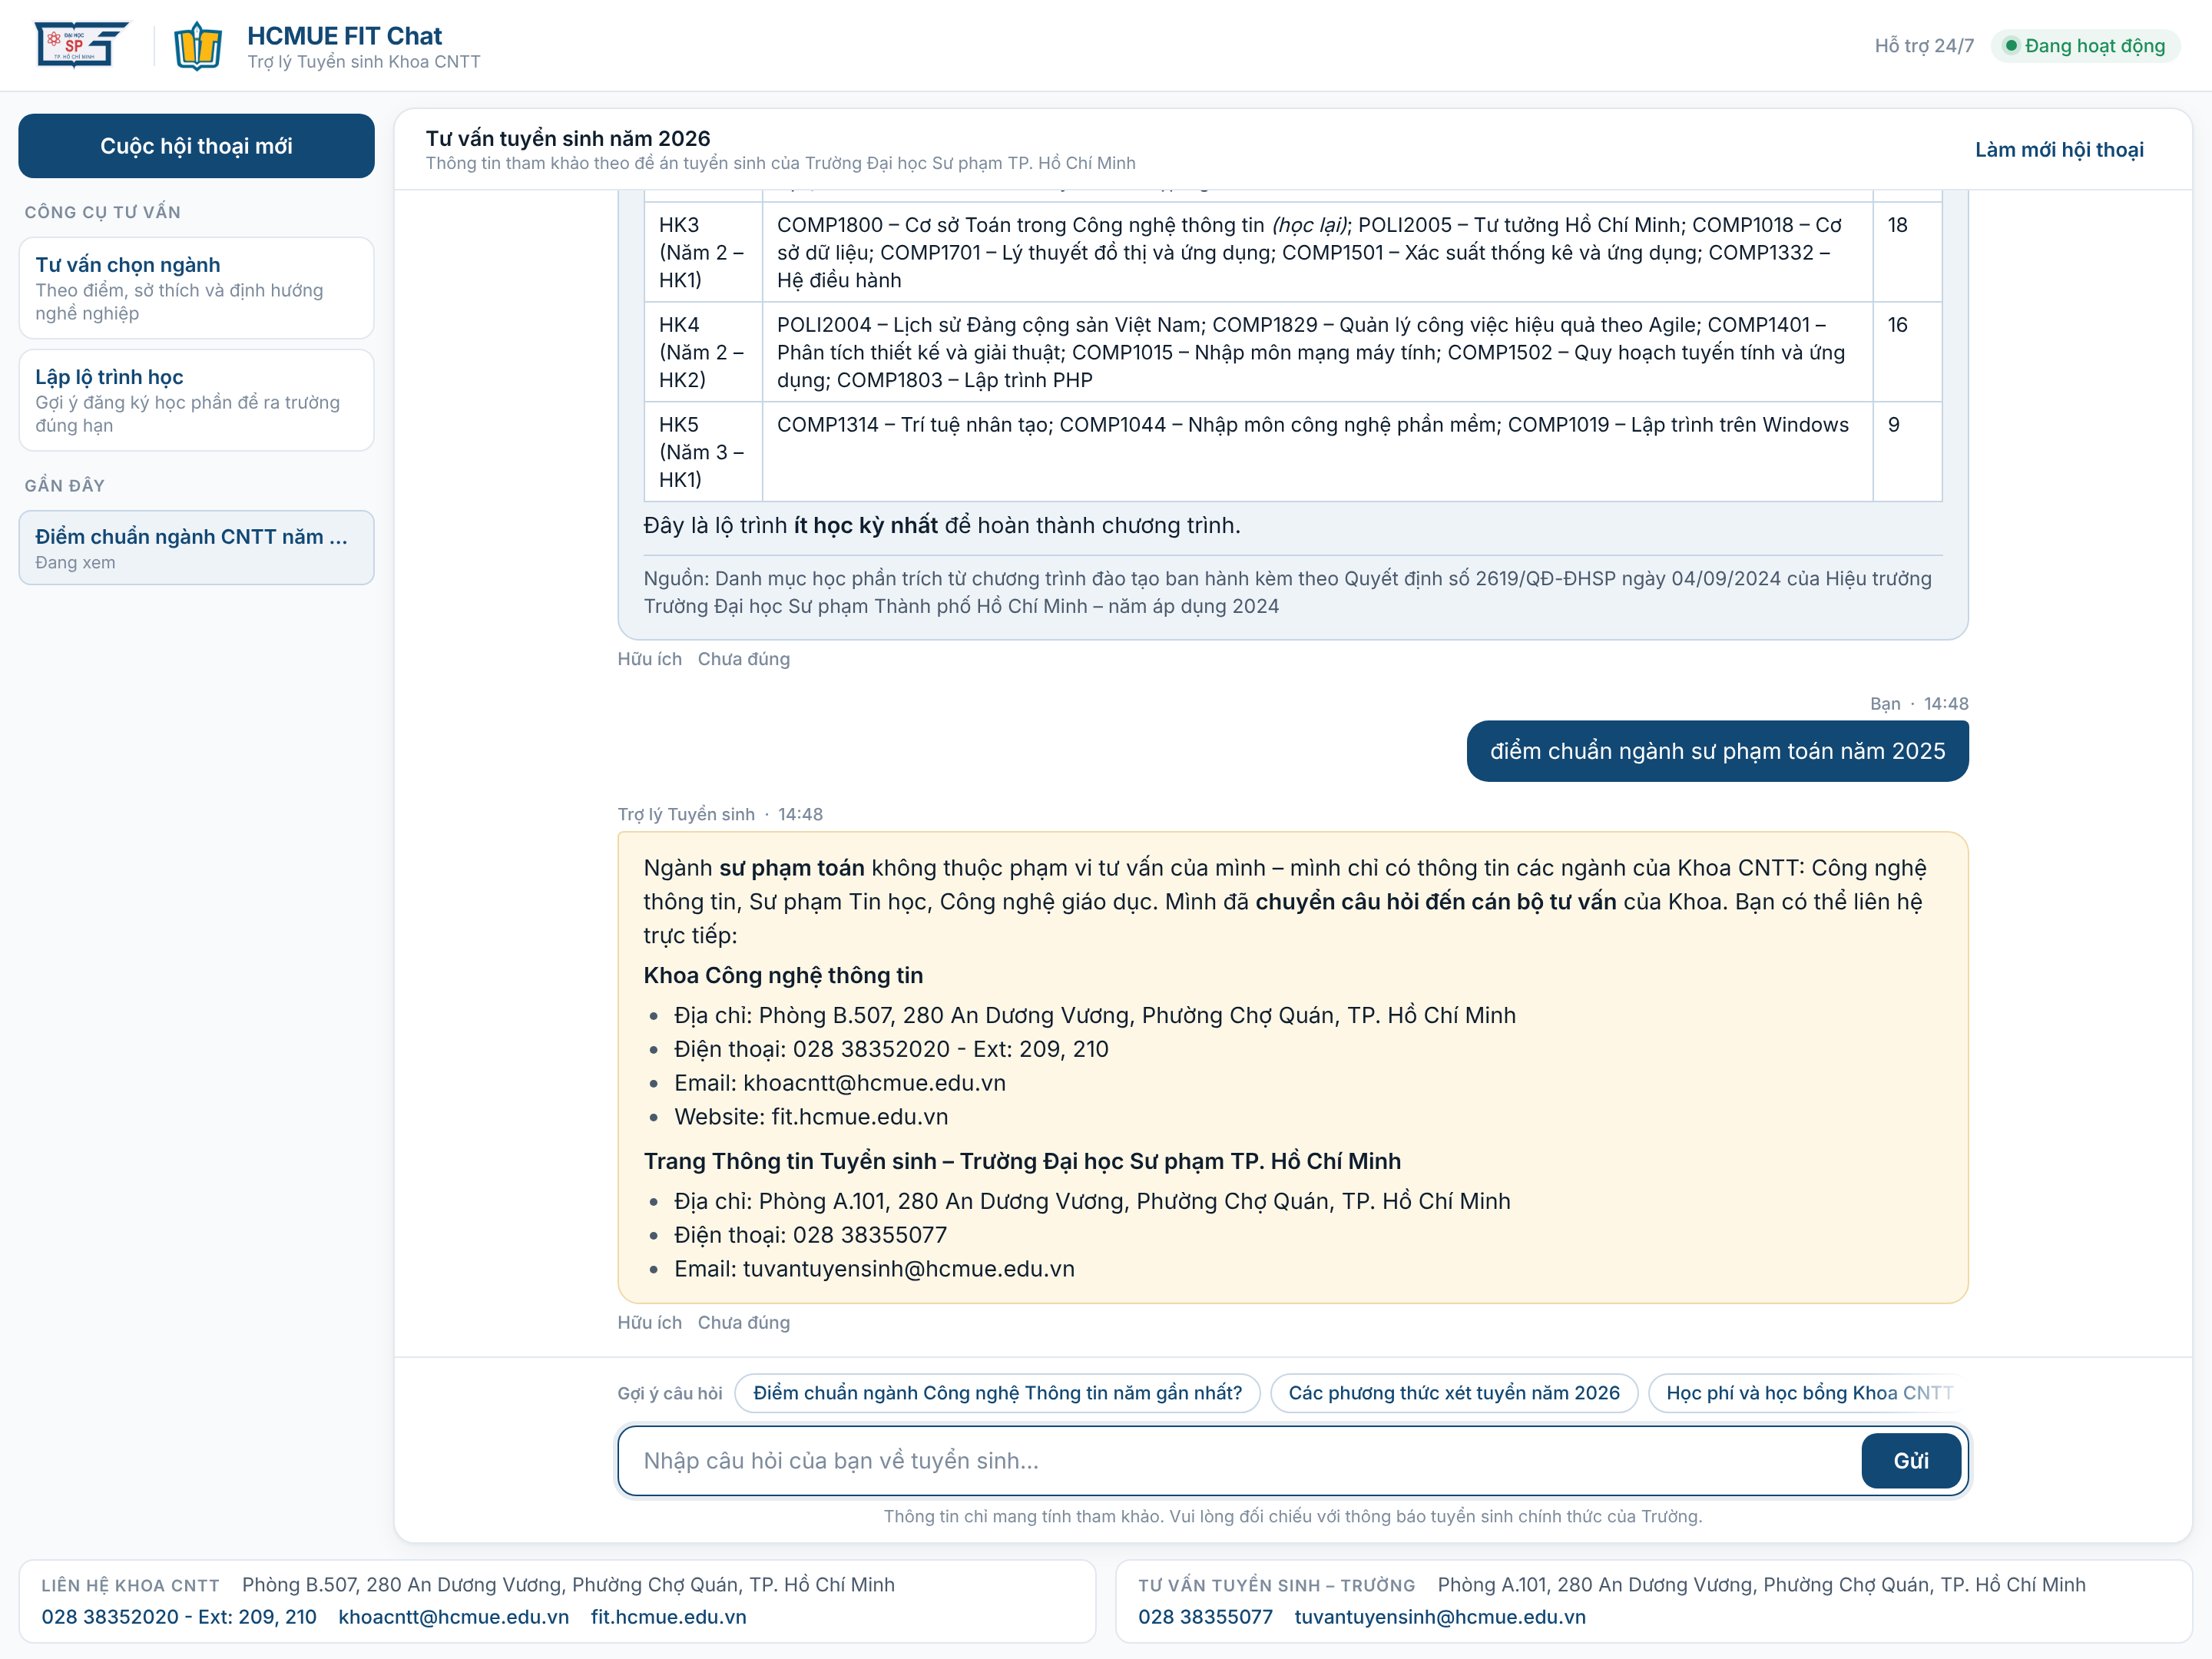 ĐẠI HỌC
SP
TP. HỒ CHÍ MINH
HCMUE FIT Chat
Trợ lý Tuyển sinh Khoa CNTT
Hỗ trợ 24/7
Đang hoạt động
Cuộc hội thoại mới
CÔNG CỤ TƯ VẤN
Tư vấn chọn ngành
Theo điểm, sở thích và định hướng
nghề nghiệp
Lập lộ trình học
Gợi ý đăng ký học phần để ra trường
đúng hạn
GẦN ĐÂY
Điểm chuẩn ngành CNTT năm ...
Đang xem
Tư vấn tuyển sinh năm 2026
Thông tin tham khảo theo đề án tuyển sinh của Trường Đại học Sư phạm TP. Hồ Chí Minh
Làm mới hội thoại
HK3
(Năm 2 –
HK1)
COMP1800 – Cơ sở Toán trong Công nghệ thông tin (học lại); POLI2005 – Tư tưởng Hồ Chí Minh; COMP1018 – Cơ
sở dữ liệu; COMP1701 – Lý thuyết đồ thị và ứng dụng; COMP1501 – Xác suất thống kê và ứng dụng; COMP1332 –
Hệ điều hành
18
HK4
(Năm 2 –
HK2)
POLI2004 – Lịch sử Đảng cộng sản Việt Nam; COMP1829 – Quản lý công việc hiệu quả theo Agile; COMP1401 –
Phân tích thiết kế và giải thuật; COMP1015 – Nhập môn mạng máy tính; COMP1502 – Quy hoạch tuyến tính và ứng
dụng; COMP1803 – Lập trình PHP
16
HK5
(Năm 3 –
HK1)
COMP1314 – Trí tuệ nhân tạo; COMP1044 – Nhập môn công nghệ phần mềm; COMP1019 – Lập trình trên Windows
9
Đây là lộ trình ít học kỳ nhất để hoàn thành chương trình.
Nguồn: Danh mục học phần trích từ chương trình đào tạo ban hành kèm theo Quyết định số 2619/QĐ-ĐHSP ngày 04/09/2024 của Hiệu trưởng
Trường Đại học Sư phạm Thành phố Hồ Chí Minh – năm áp dụng 2024
Hữu ích Chưa đúng
Bạn · 14:48
điểm chuẩn ngành sư phạm toán năm 2025
Trợ lý Tuyển sinh · 14:48
Ngành sư phạm toán không thuộc phạm vi tư vấn của mình – mình chỉ có thông tin các ngành của Khoa CNTT: Công nghệ
thông tin, Sư phạm Tin học, Công nghệ giáo dục. Mình đã chuyển câu hỏi đến cán bộ tư vấn của Khoa. Bạn có thể liên hệ
trực tiếp:
Khoa Công nghệ thông tin
• Địa chỉ: Phòng B.507, 280 An Dương Vương, Phường Chợ Quán, TP. Hồ Chí Minh
• Điện thoại: 028 38352020 - Ext: 209, 210
• Email: khoacntt@hcmue.edu.vn
• Website: fit.hcmue.edu.vn
Trang Thông tin Tuyển sinh – Trường Đại học Sư phạm TP. Hồ Chí Minh
• Địa chỉ: Phòng A.101, 280 An Dương Vương, Phường Chợ Quán, TP. Hồ Chí Minh
• Điện thoại: 028 38355077
• Email: tuvantuyensinh@hcmue.edu.vn
Hữu ích Chưa đúng
Gợi ý câu hỏi
Điểm chuẩn ngành Công nghệ Thông tin năm gần nhất?
Các phương thức xét tuyển năm 2026
Học phí và học bổng Khoa CNTT
Nhập câu hỏi của bạn về tuyển sinh...
Gửi
Thông tin chỉ mang tính tham khảo. Vui lòng đối chiếu với thông báo tuyển sinh chính thức của Trường.
LIÊN HỆ KHOA CNTT Phòng B.507, 280 An Dương Vương, Phường Chợ Quán, TP. Hồ Chí Minh
028 38352020 - Ext: 209, 210 khoacntt@hcmue.edu.vn fit.hcmue.edu.vn
TƯ VẤN TUYỂN SINH – TRƯỜNG Phòng A.101, 280 An Dương Vương, Phường Chợ Quán, TP. Hồ Chí Minh
028 38355077 tuvantuyensinh@hcmue.edu.vn